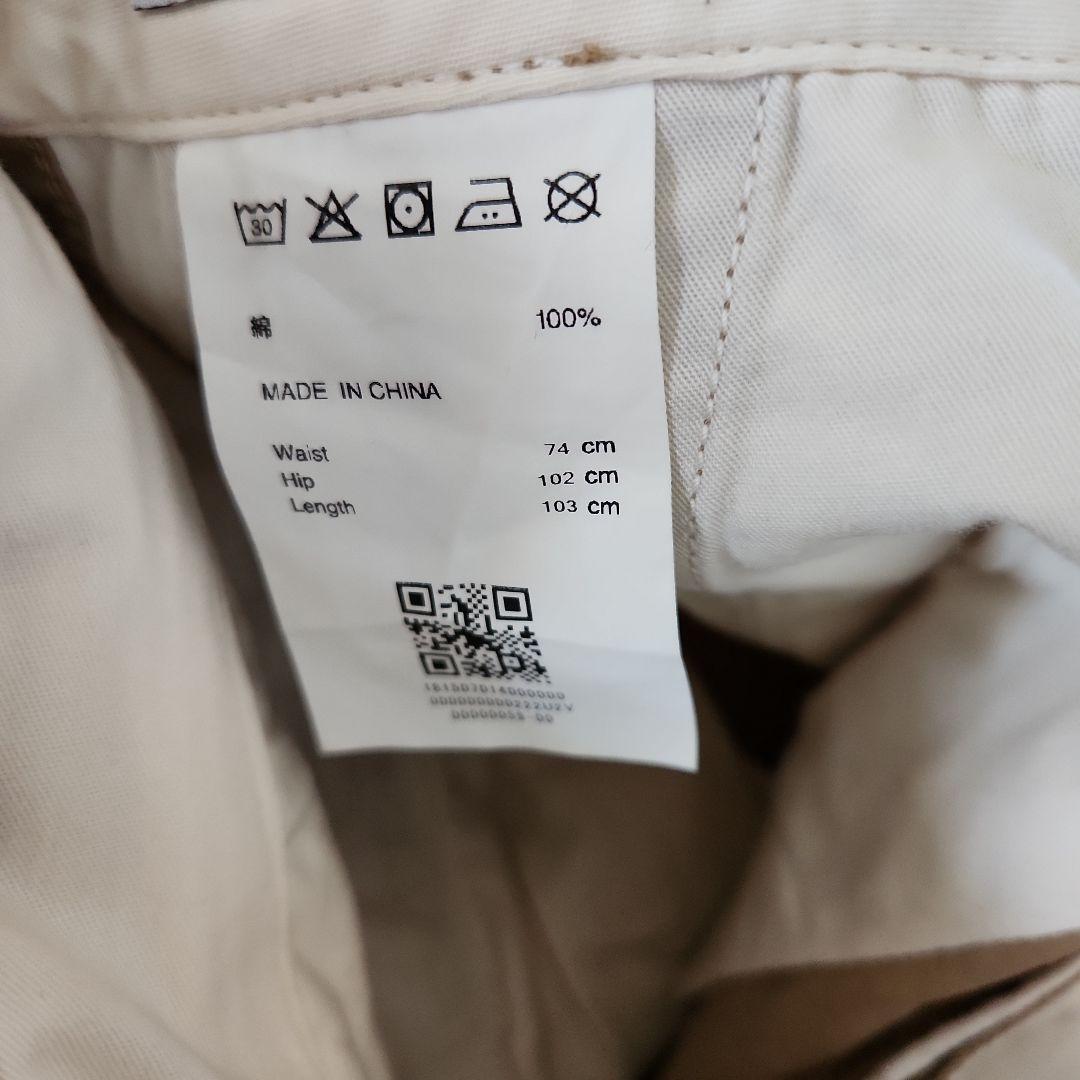 30
綿 100%
MADE IN CHINA
Waist 74 cm
Hip 102 cm
Length 103 cm